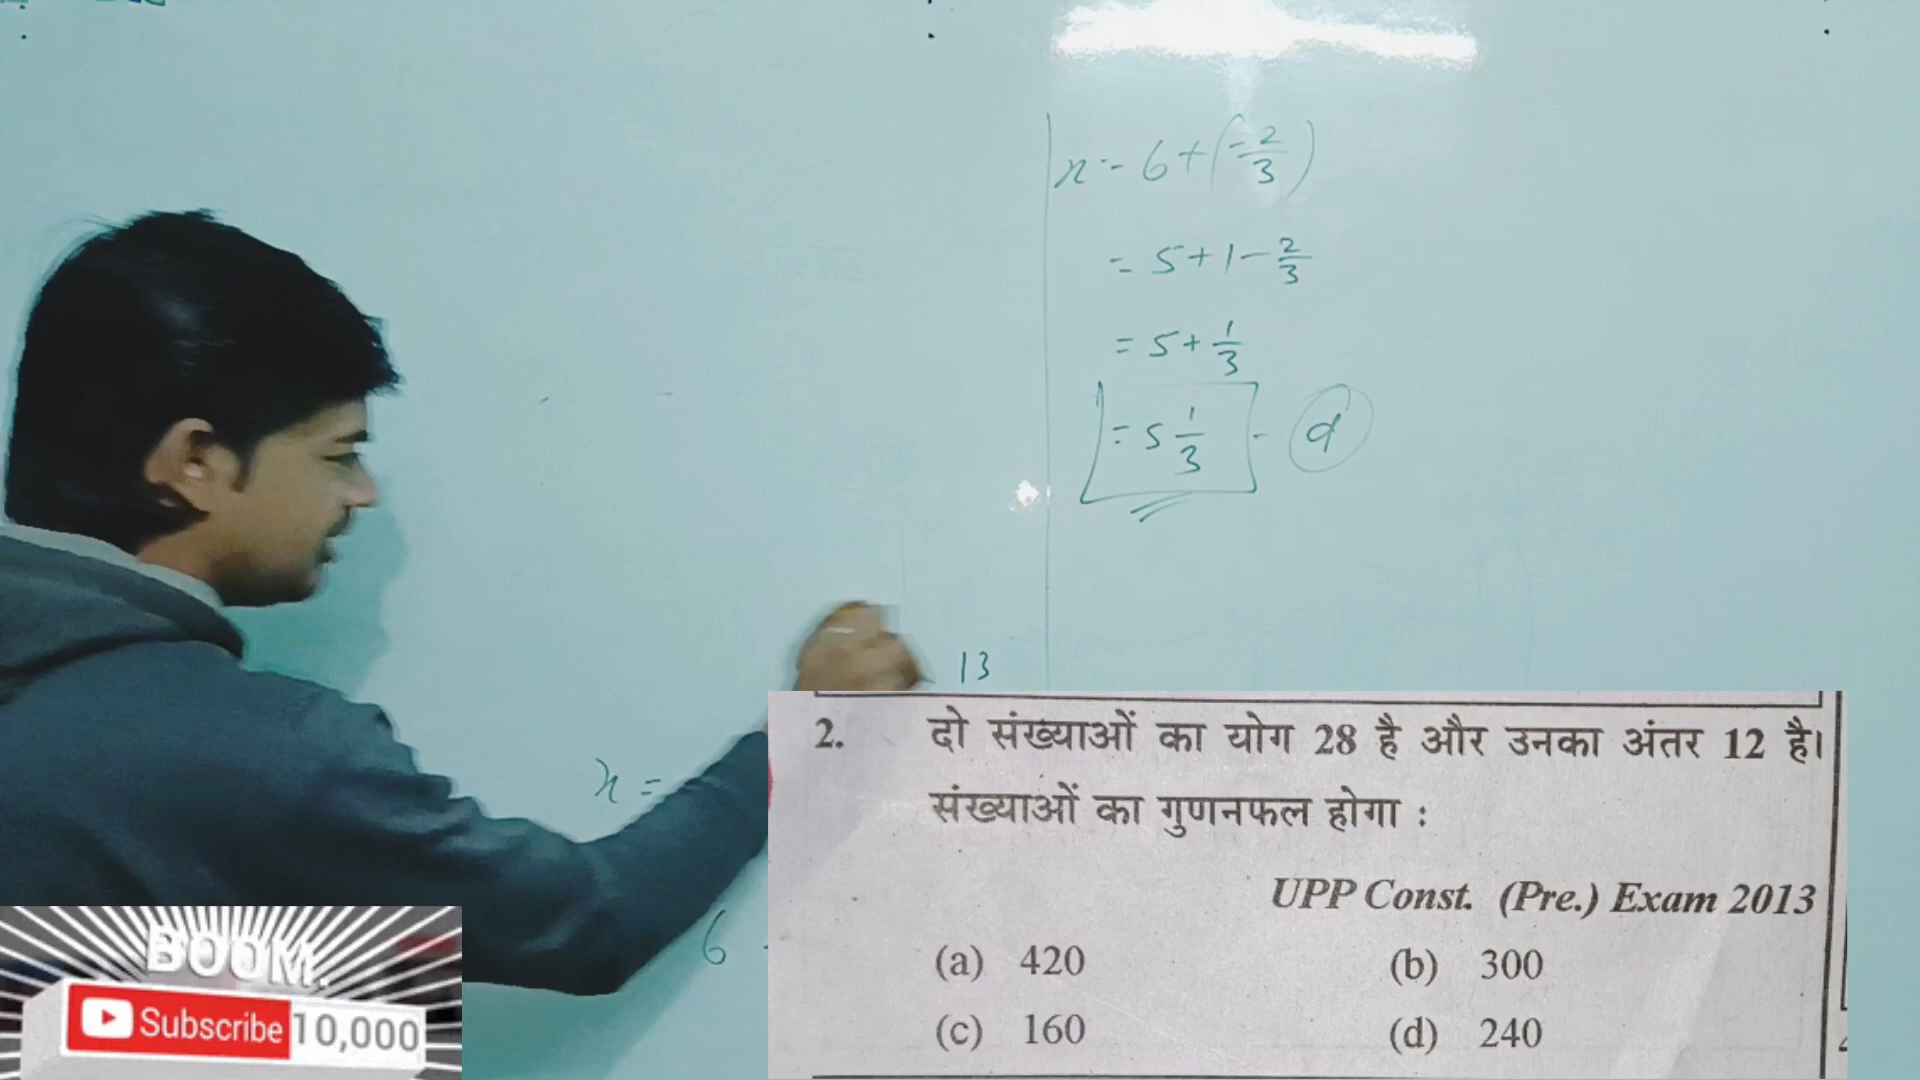 x = 6 + (-2/3)
= 5 + 1 - 2/3
= 5 + 1/3
= 5 1/3 - d
13
x =
6
2. दो संख्याओं का योग 28 है और उनका अंतर 12 है।
संख्याओं का गुणनफल होगा :
UPP Const. (Pre.) Exam 2013
(a) 420 (b) 300
(c) 160 (d) 240
BOOM.
Subscribe 10,000